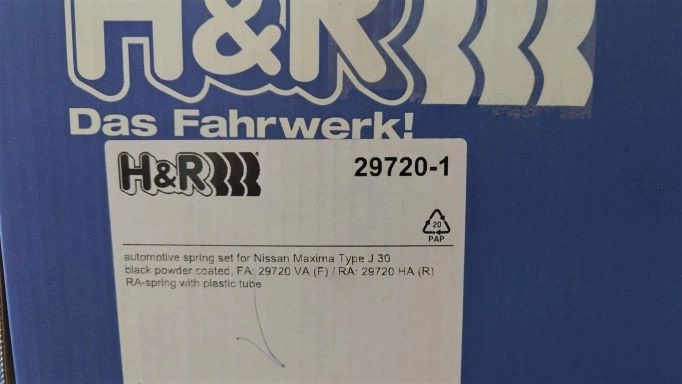 H&R
Das Fahrwerk!
H&R
29720-1
20
PAP
automotive spring set for Nissan Maxima Type J 30
black powder coated, FA: 29720 VA (F) / RA: 29720 HA (R)
RA-spring with plastic tube